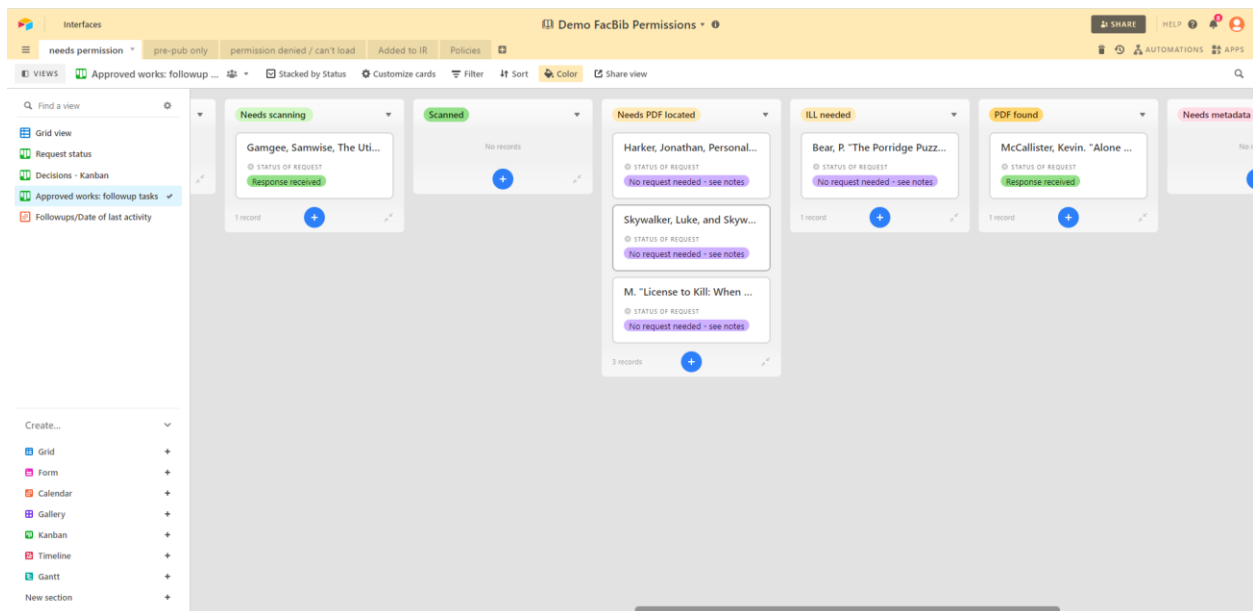 Interfaces
Demo FacBib Permissions
SHARE
HELP
8
needs permission
pre-pub only
permission denied / can't load
Added to IR
Policies
AUTOMATIONS
APPS
VIEWS
Approved works: followup ...
Stacked by Status
Customize cards
Filter
Sort
Color
Share view
Find a view
Grid view
Request status
Decisions - Kanban
Approved works: followup tasks
Followups/Date of last activity
Create...
Grid
Form
Calendar
Gallery
Kanban
Timeline
Gantt
New section
Needs scanning
Gamgee, Samwise, The Uti...
STATUS OF REQUEST
Response received
1 record
Scanned
No records
Needs PDF located
Harker, Jonathan, Personal...
STATUS OF REQUEST
No request needed - see notes
Skywalker, Luke, and Skyw...
STATUS OF REQUEST
No request needed - see notes
M. "License to Kill: When ...
STATUS OF REQUEST
No request needed - see notes
3 records
ILL needed
Bear, P. "The Porridge Puzz...
STATUS OF REQUEST
No request needed - see notes
1 record
PDF found
McCallister, Kevin. "Alone ...
STATUS OF REQUEST
Response received
1 record
Needs metadata
No